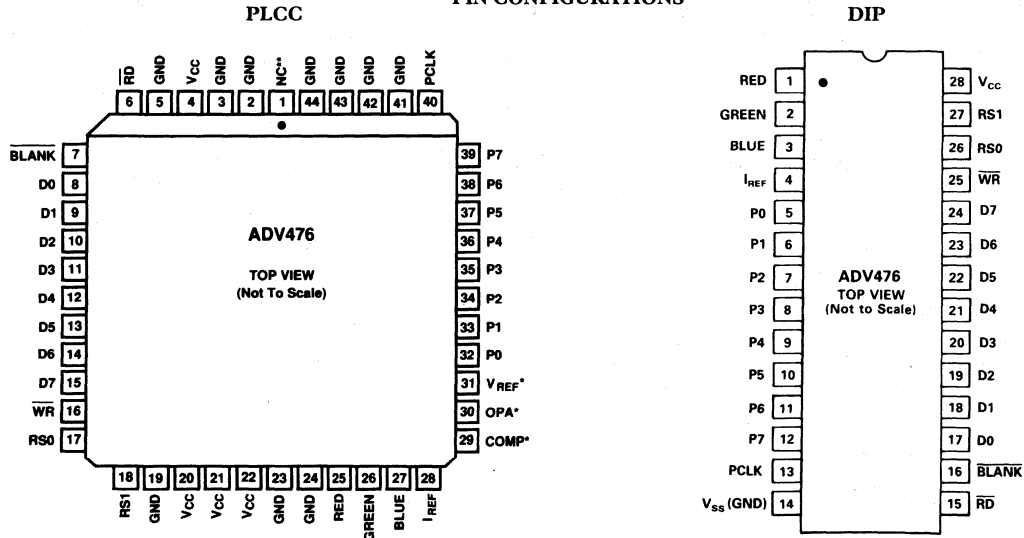 PIN CONFIGURATIONS
PLCC
RD GND VCC GND GND NC** GND GND GND GND PCLK
6 5 4 3 2 1 44 43 42 41 40
BLANK 7
D0 8
D1 9
D2 10
D3 11
D4 12
D5 13
D6 14
D7 15
WR 16
RS0 17
ADV476
TOP VIEW
(Not To Scale)
39 P7
38 P6
37 P5
36 P4
35 P3
34 P2
33 P1
32 P0
31 VREF*
30 OPA*
29 COMP*
18 19 20 21 22 23 24 25 26 27 28
RS1 GND VCC VCC VCC GND GND RED GREEN BLUE IREF
DIP
RED 1
GREEN 2
BLUE 3
IREF 4
P0 5
P1 6
P2 7
P3 8
P4 9
P5 10
P6 11
P7 12
PCLK 13
VSS (GND) 14
ADV476
TOP VIEW
(Not to Scale)
28 VCC
27 RS1
26 RS0
25 WR
24 D7
23 D6
22 D5
21 D4
20 D3
19 D2
18 D1
17 D0
16 BLANK
15 RD